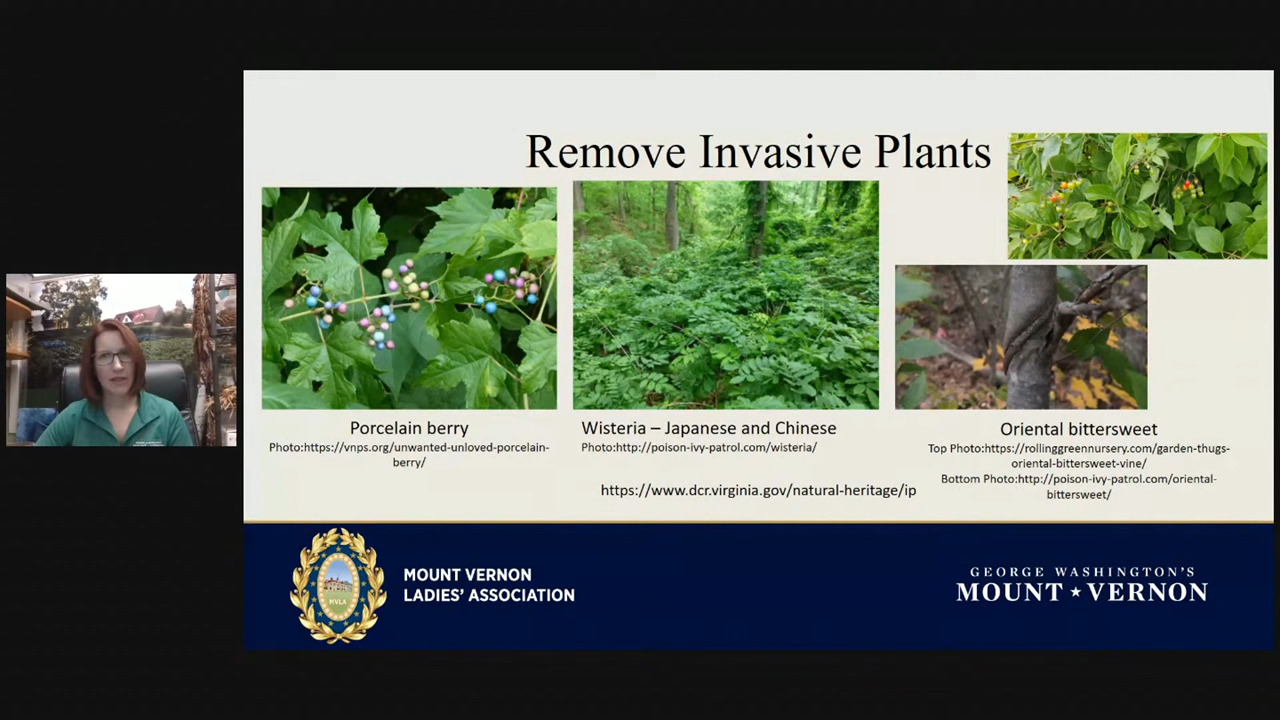 Remove Invasive Plants
Porcelain berry
Photo:https://vnps.org/unwanted-unloved-porcelain-
berry/
Wisteria – Japanese and Chinese
Photo:http://poison-ivy-patrol.com/wisteria/
Oriental bittersweet
Top Photo:https://rollinggreennursery.com/garden-thugs-
oriental-bittersweet-vine/
Bottom Photo:http://poison-ivy-patrol.com/oriental-
bittersweet/
https://www.dcr.virginia.gov/natural-heritage/ip
MVLA
MOUNT VERNON
LADIES' ASSOCIATION
GEORGE WASHINGTON'S
MOUNT ★ VERNON